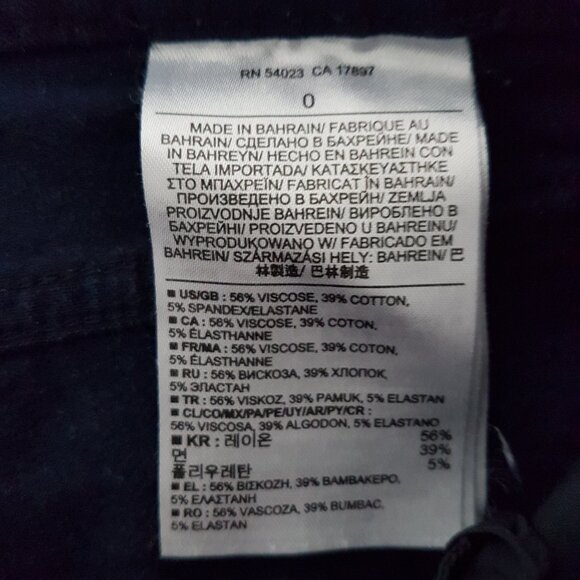 RN 54023 CA 17897
0
MADE IN BAHRAIN/ FABRIQUE AU
BAHRAIN/ СДЕЛАНО В БАХРЕЙНЕ/ MADE
IN BAHREYN/ HECHO EN BAHREIN CON
TELA IMPORTADA/ ΚΑΤΑΣΚΕΥΑΣΤΗΚΕ
ΣΤΟ ΜΠΑΧΡΕΪΝ/ FABRICAT ÎN BAHRAIN/
ПРОИЗВЕДЕНО В БАХРЕЙН/ ZEMLJA
PROIZVODNJE BAHREIN/ ВИРОБЛЕНО В
БАХРЕЙНІ/ PROIZVEDENO U BAHREINU/
WYPRODUKOWANO W/ FABRICADO EM
BAHREIN/ SZÁRMAZÁSI HELY: BAHREIN/ 巴
林製造/ 巴林制造
■ US/GB : 56% VISCOSE, 39% COTTON,
5% SPANDEX/ELASTANE
■ CA : 56% VISCOSE, 39% COTON,
5% ÉLASTHANNE
■ FR/MA : 56% VISCOSE, 39% COTON,
5% ÉLASTHANNE
■ RU : 56% ВИСКОЗА, 39% ХЛОПОК,
5% ЭЛАСТАН
■ TR : 56% VISKOZ, 39% PAMUK, 5% ELASTAN
■ CL/CO/MX/PA/PE/UY/AR/PY/CR :
56% VISCOSA, 39% ALGODON, 5% ELASTANO
■ KR : 레이온 56%
면 39%
폴리우레탄 5%
■ EL : 56% ΒΙΣΚΟΖΗ, 39% ΒΑΜΒΑΚΕΡΟ,
5% ΕΛΑΣΤΑΝΗ
■ RO : 56% VASCOZA, 39% BUMBAC,
5% ELASTAN